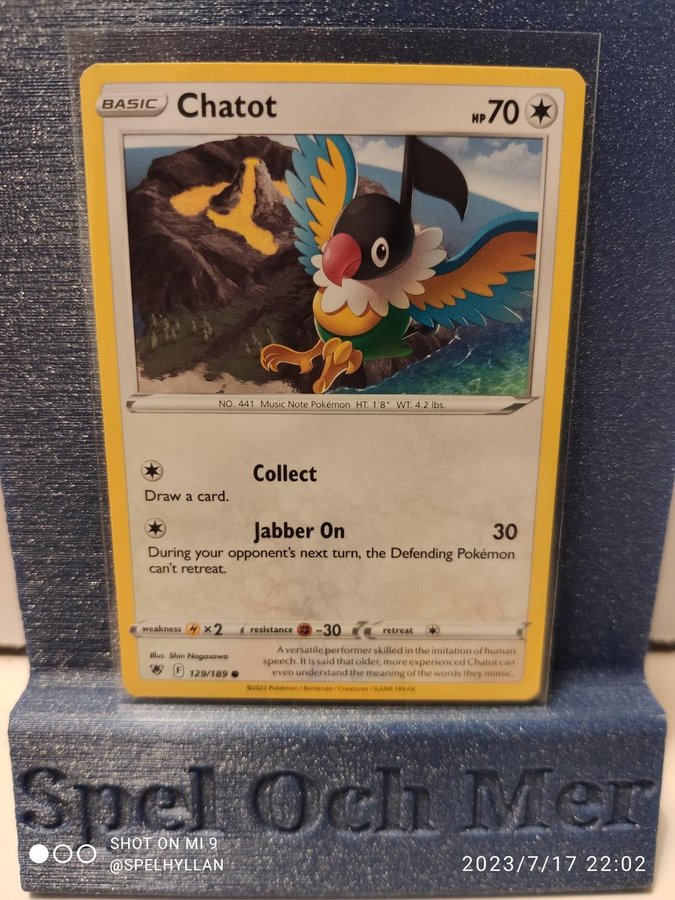 BASIC Chatot HP 70
NO. 441 Music Note Pokémon HT: 1'8" WT: 4.2 lbs.
Collect
Draw a card.
Jabber On 30
During your opponent's next turn, the Defending Pokémon
can't retreat.
weakness ×2 resistance -30 retreat
Illus. Shin Nagasawa
F 129/189
A versatile performer skilled in the imitation of human
speech. It is said that older, more experienced Chatot can
even understand the meaning of the words they mimic.
©2022 Pokémon / Nintendo / Creatures / GAME FREAK
Spel Och Mer
SHOT ON MI 9
@SPELHYLLAN
2023/7/17 22:02